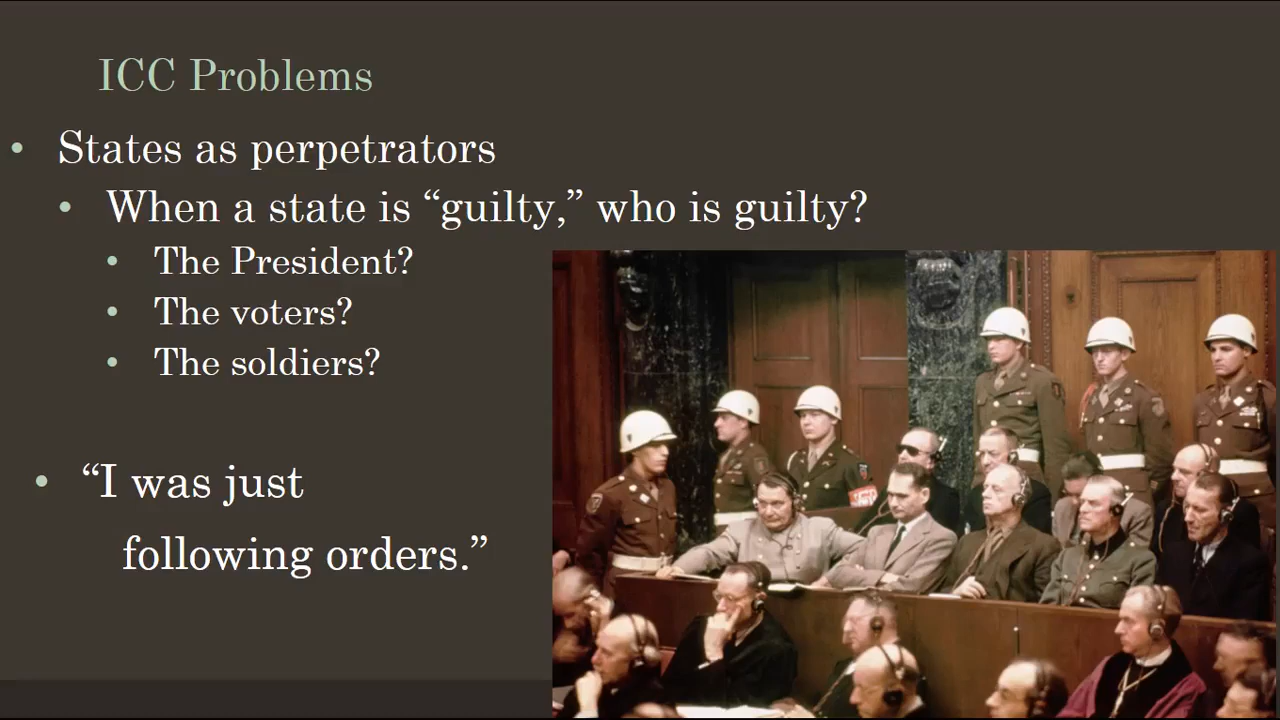 ICC Problems
• States as perpetrators
• When a state is “guilty,” who is guilty?
• The President?
• The voters?
• The soldiers?
• “I was just
following orders.”